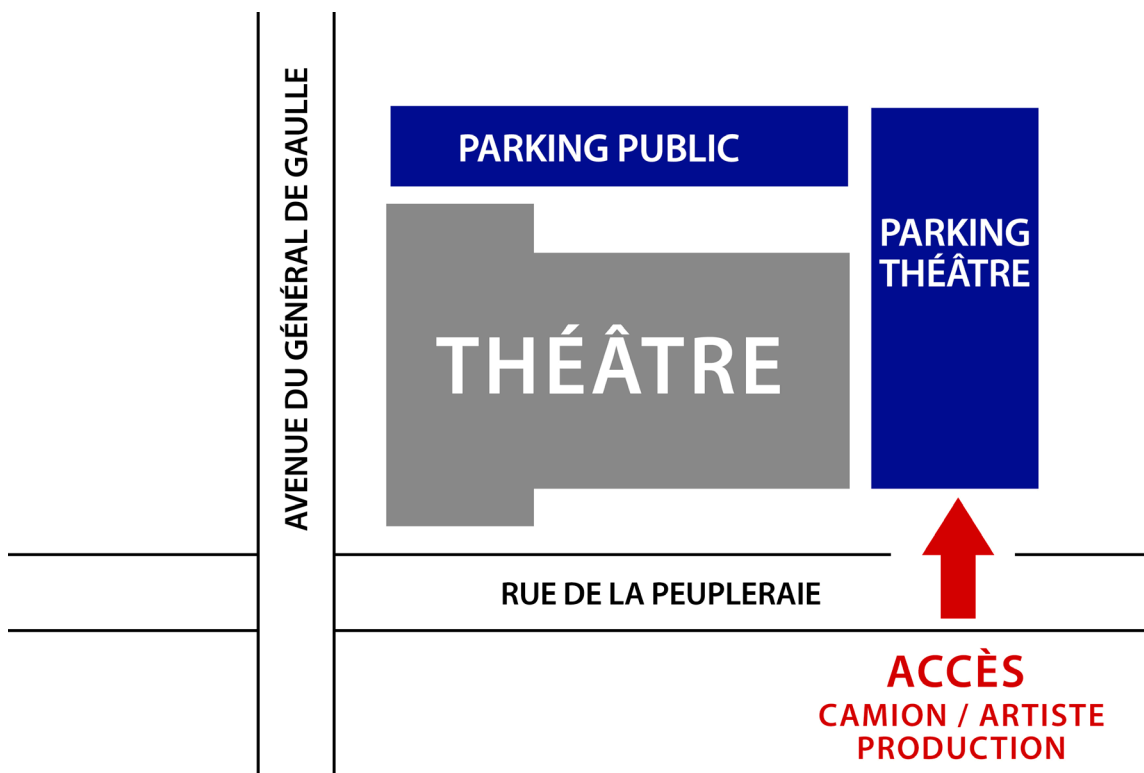 AVENUE DU GÉNÉRAL DE GAULLE
PARKING PUBLIC
PARKING
THÉÂTRE
THÉÂTRE
RUE DE LA PEUPLERAIE
ACCÈS
CAMION / ARTISTE
PRODUCTION